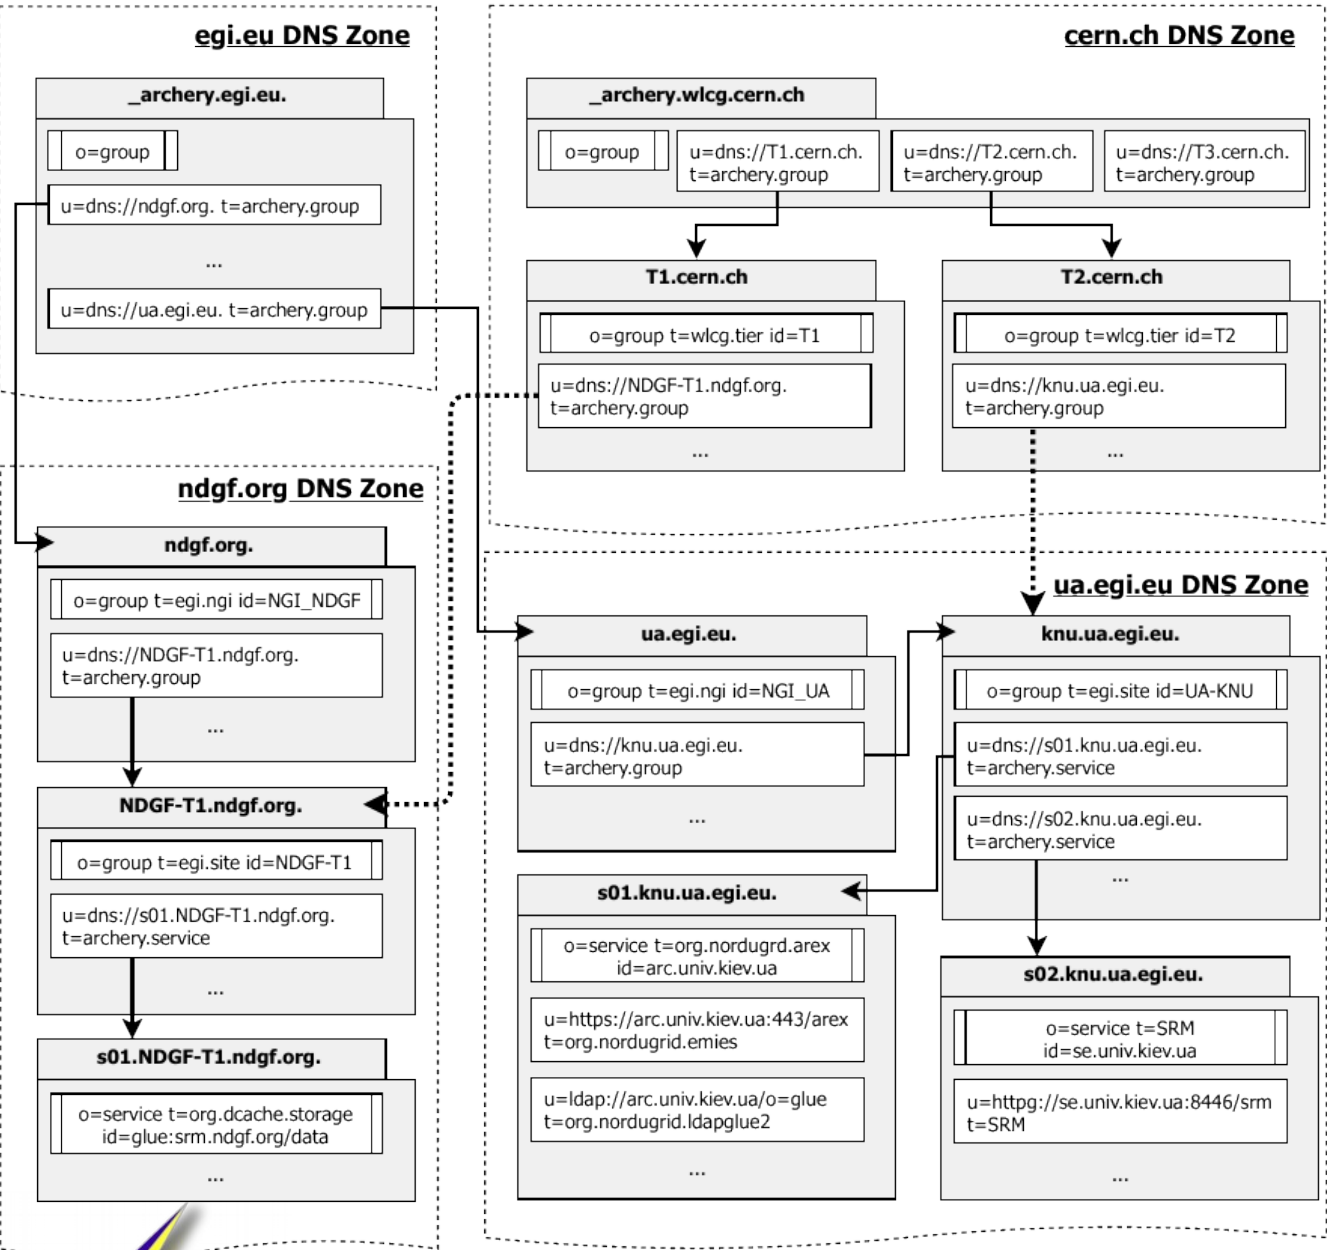 egi.eu DNS Zone
_archery.egi.eu.
o=group
u=dns://ndgf.org. t=archery.group
...
u=dns://ua.egi.eu. t=archery.group
cern.ch DNS Zone
_archery.wlcg.cern.ch
o=group
u=dns://T1.cern.ch.
t=archery.group
u=dns://T2.cern.ch.
t=archery.group
u=dns://T3.cern.ch.
t=archery.group
T1.cern.ch
o=group t=wlcg.tier id=T1
u=dns://NDGF-T1.ndgf.org.
t=archery.group
...
T2.cern.ch
o=group t=wlcg.tier id=T2
u=dns://knu.ua.egi.eu.
t=archery.group
...
ndgf.org DNS Zone
ndgf.org.
o=group t=egi.ngi id=NGI_NDGF
u=dns://NDGF-T1.ndgf.org.
t=archery.group
...
NDGF-T1.ndgf.org.
o=group t=egi.site id=NDGF-T1
u=dns://s01.NDGF-T1.ndgf.org.
t=archery.service
...
s01.NDGF-T1.ndgf.org.
o=service t=org.dcache.storage
id=glue:srm.ndgf.org/data
...
ua.egi.eu DNS Zone
ua.egi.eu.
o=group t=egi.ngi id=NGI_UA
u=dns://knu.ua.egi.eu.
t=archery.group
...
knu.ua.egi.eu.
o=group t=egi.site id=UA-KNU
u=dns://s01.knu.ua.egi.eu.
t=archery.service
u=dns://s02.knu.ua.egi.eu.
t=archery.service
...
s01.knu.ua.egi.eu.
o=service t=org.nordugrd.arex
id=arc.univ.kiev.ua
u=https://arc.univ.kiev.ua:443/arex
t=org.nordugrid.emies
u=ldap://arc.univ.kiev.ua/o=glue
t=org.nordugrid.ldapglue2
...
s02.knu.ua.egi.eu.
o=service t=SRM
id=se.univ.kiev.ua
u=httpg://se.univ.kiev.ua:8446/srm
t=SRM
...